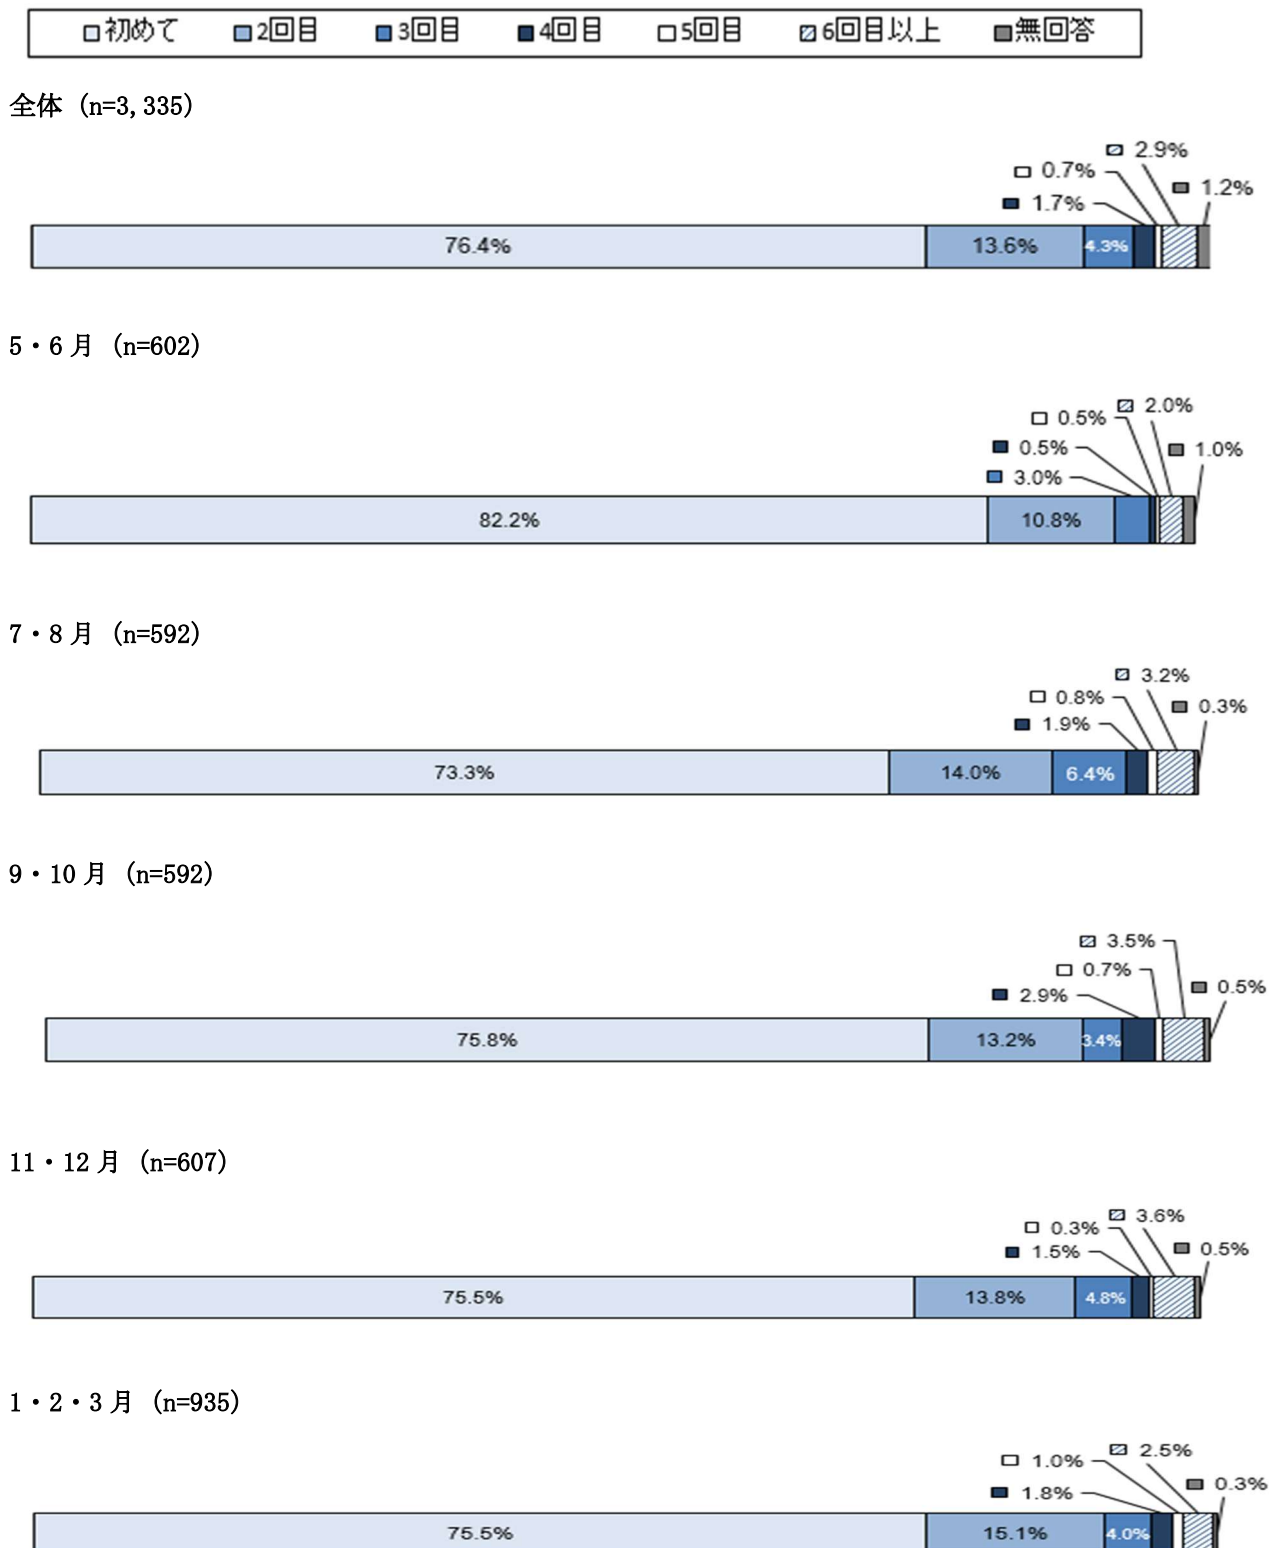 初めて 2回目 3回目 4回目 5回目 6回目以上 無回答
全体 (n=3,335)
2.9%
0.7%
1.2%
1.7%
76.4% 13.6% 4.3%
5・6月 (n=602)
2.0%
0.5%
0.5%
1.0%
3.0%
82.2% 10.8%
7・8月 (n=592)
3.2%
0.8%
0.3%
1.9%
73.3% 14.0% 6.4%
9・10月 (n=592)
3.5%
0.7%
0.5%
2.9%
75.8% 13.2% 3.4%
11・12月 (n=607)
3.6%
0.3%
0.5%
1.5%
75.5% 13.8% 4.8%
1・2・3月 (n=935)
2.5%
1.0%
0.3%
1.8%
75.5% 15.1% 4.0%